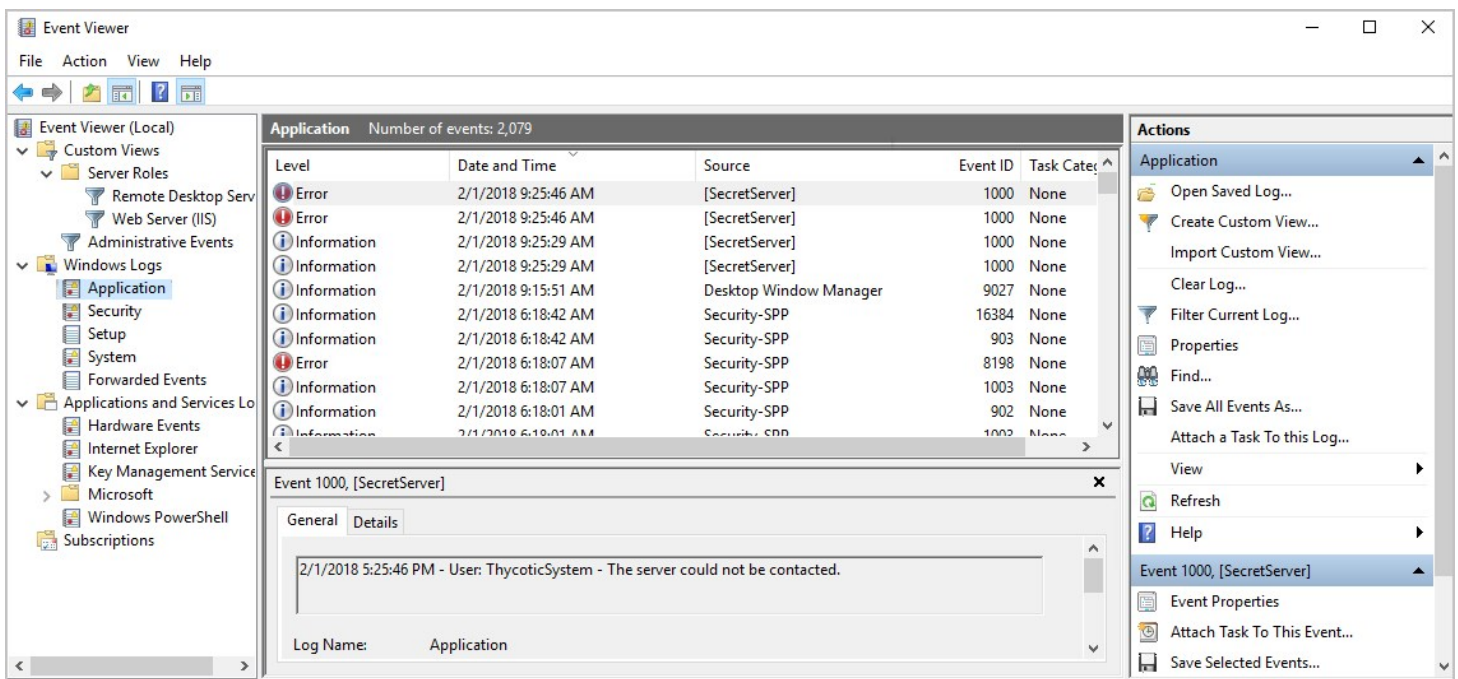 Event Viewer
File Action View Help
Event Viewer (Local)
Custom Views
Server Roles
Remote Desktop Serv
Web Server (IIS)
Administrative Events
Windows Logs
Application
Security
Setup
System
Forwarded Events
Applications and Services Lo
Hardware Events
Internet Explorer
Key Management Service
Microsoft
Windows PowerShell
Subscriptions
Application Number of events: 2,079
Level Date and Time Source Event ID Task Categ
Error 2/1/2018 9:25:46 AM [SecretServer] 1000 None
Error 2/1/2018 9:25:46 AM [SecretServer] 1000 None
Information 2/1/2018 9:25:29 AM [SecretServer] 1000 None
Information 2/1/2018 9:25:29 AM [SecretServer] 1000 None
Information 2/1/2018 9:15:51 AM Desktop Window Manager 9027 None
Information 2/1/2018 6:18:42 AM Security-SPP 16384 None
Information 2/1/2018 6:18:42 AM Security-SPP 903 None
Error 2/1/2018 6:18:07 AM Security-SPP 8198 None
Information 2/1/2018 6:18:07 AM Security-SPP 1003 None
Information 2/1/2018 6:18:01 AM Security-SPP 902 None
Information 2/1/2018 6:18:01 AM Security-SPP 1003 None
Event 1000, [SecretServer]
General Details
2/1/2018 5:25:46 PM - User: ThycoticSystem - The server could not be contacted.
Log Name: Application
Actions
Application
Open Saved Log...
Create Custom View...
Import Custom View...
Clear Log...
Filter Current Log...
Properties
Find...
Save All Events As...
Attach a Task To this Log...
View
Refresh
Help
Event 1000, [SecretServer]
Event Properties
Attach Task To This Event...
Save Selected Events...